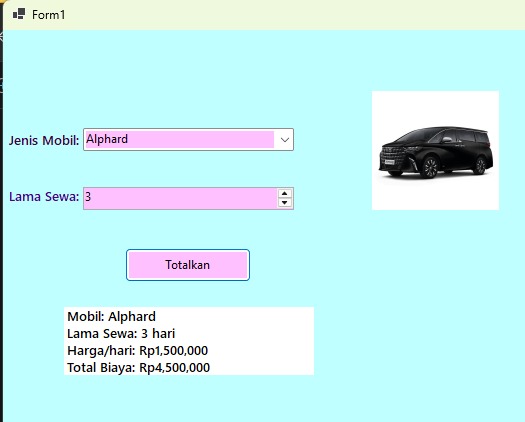 Form1
Jenis Mobil:
Alphard
Lama Sewa:
3
Totalkan
Mobil: Alphard
Lama Sewa: 3 hari
Harga/hari: Rp1,500,000
Total Biaya: Rp4,500,000